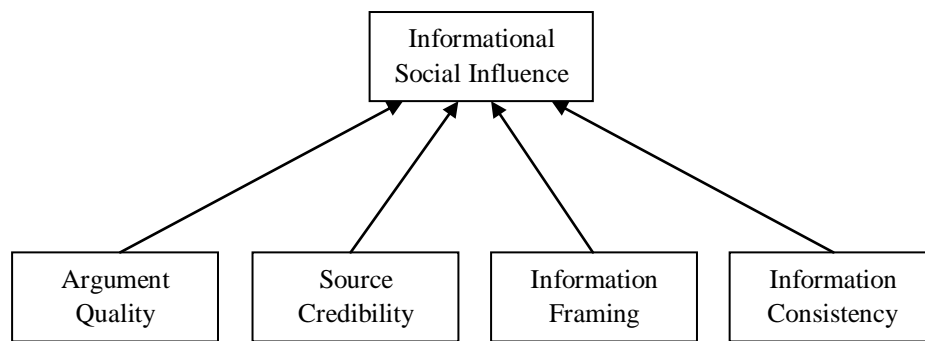 Informational
Social Influence
Argument
Quality
Source
Credibility
Information
Framing
Information
Consistency